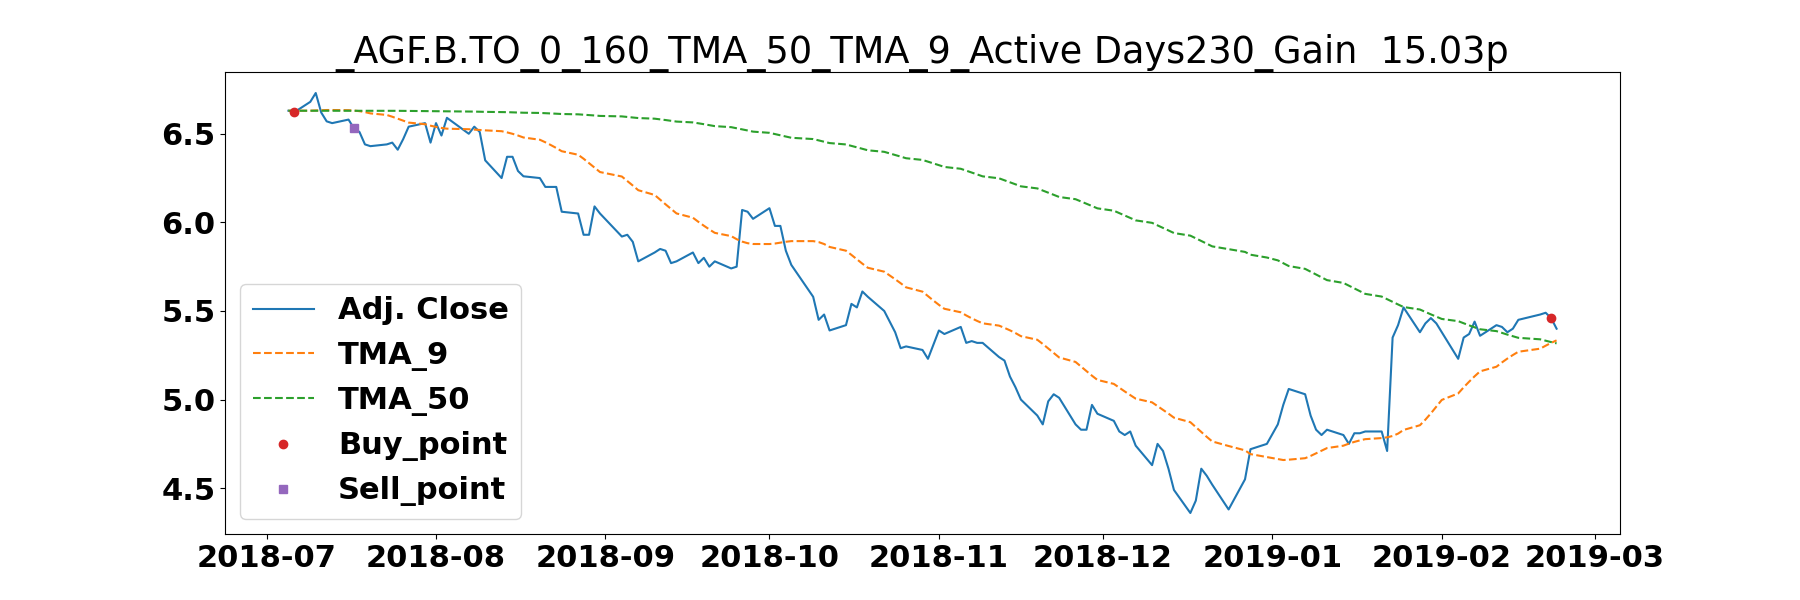 _AGF.B.TO_0_160_TMA_50_TMA_9_Active Days230_Gain  15.03p
6.5
6.0
5.5
5.0
4.5
Adj. Close
TMA_9
TMA_50
Buy_point
Sell_point
2018-07 2018-08 2018-09 2018-10 2018-11 2018-12 2019-01 2019-02 2019-03